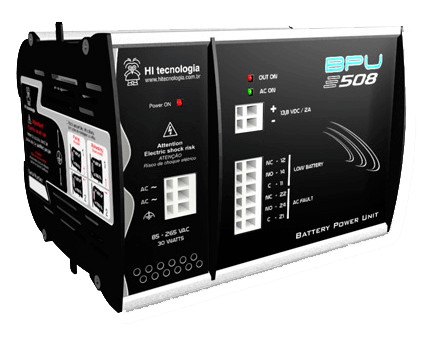 HI tecnologia
www.hitecnologia.com.br
Power ON
Attention
Electric shock risk
ATENÇÃO
Risco de choque elétrico
AC ~
AC ~
85 - 265 VAC
30 WATTS
BPU
S508
OUT ON
AC ON
+
-
13,8 VDC / 2A
NC - 12
NO - 14
C - 11
NC - 22
NO - 24
C - 21
LOW BATTERY
AC FAULT
BATTERY POWER UNIT